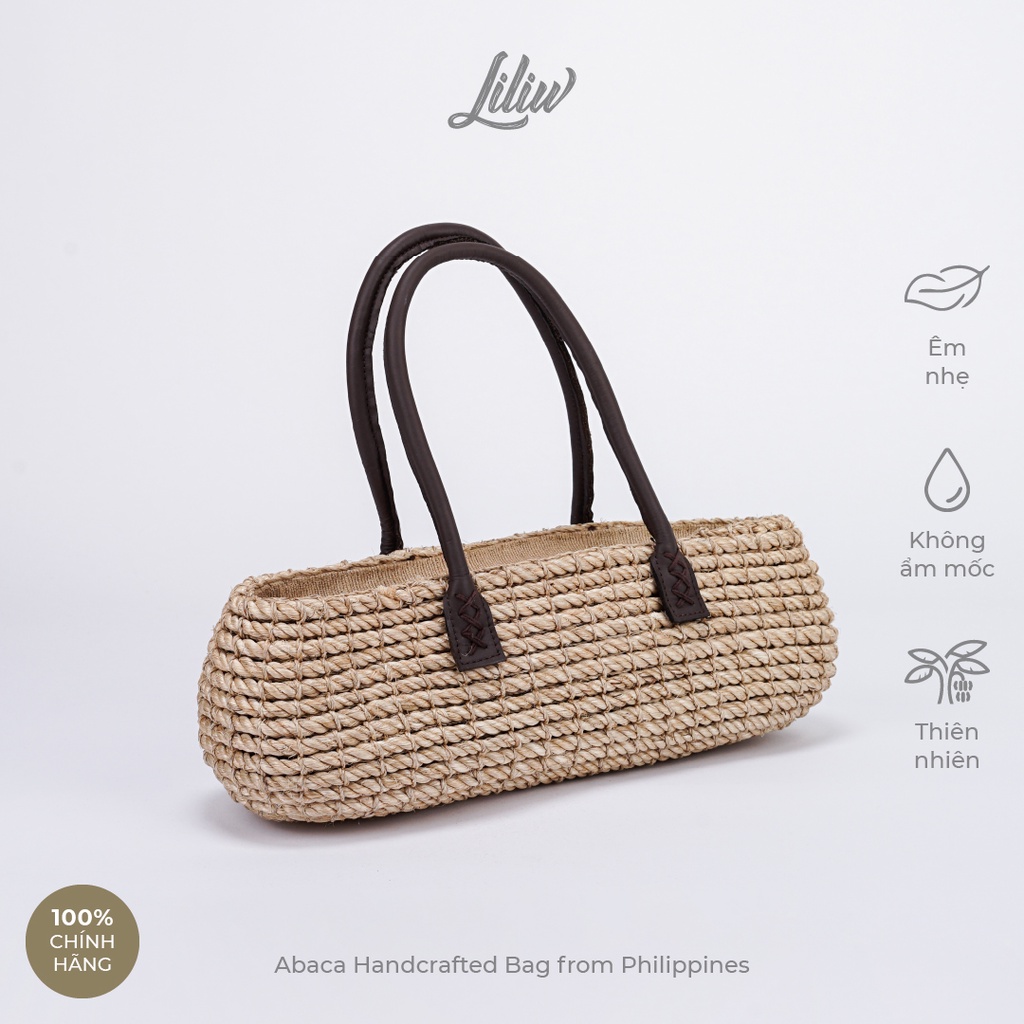 Liliw
Êm
nhẹ
Không
ẩm mốc
Thiên
nhiên
100%
CHÍNH
HÃNG
Abaca Handcrafted Bag from Philippines